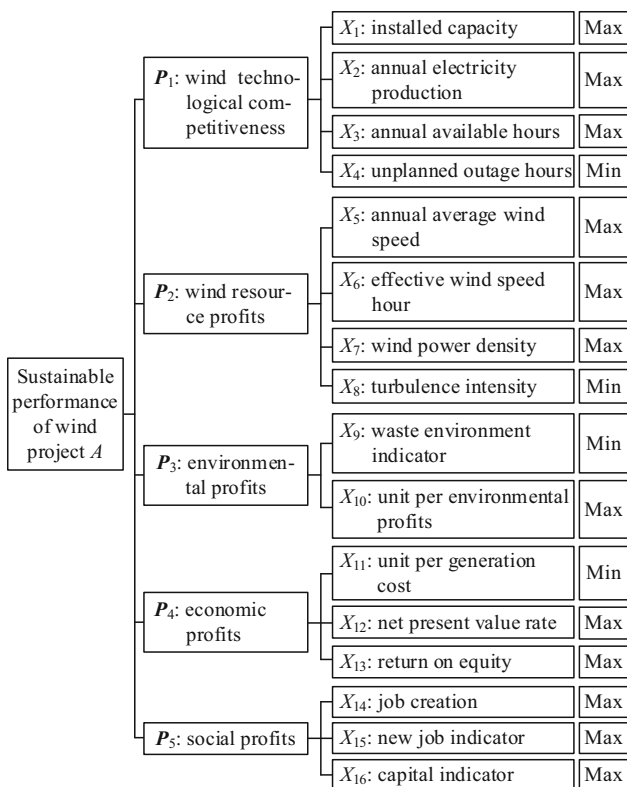 Sustainable
performance
of wind
project A
P₁: wind techno-
logical com-
petitiveness
X₁: installed capacity
Max
X₂: annual electricity
production
Max
X₃: annual available hours
Max
X₄: unplanned outage hours
Min
P₂: wind resour-
ce profits
X₅: annual average wind
speed
Max
X₆: effective wind speed
hour
Max
X₇: wind power density
Max
X₈: turbulence intensity
Min
P₃: environmen-
tal profits
X₉: waste environment
indicator
Min
X₁₀: unit per environmental
profits
Max
P₄: economic
profits
X₁₁: unit per generation
cost
Min
X₁₂: net present value rate
Max
X₁₃: return on equity
Max
P₅: social profits
X₁₄: job creation
Max
X₁₅: new job indicator
Max
X₁₆: capital indicator
Max